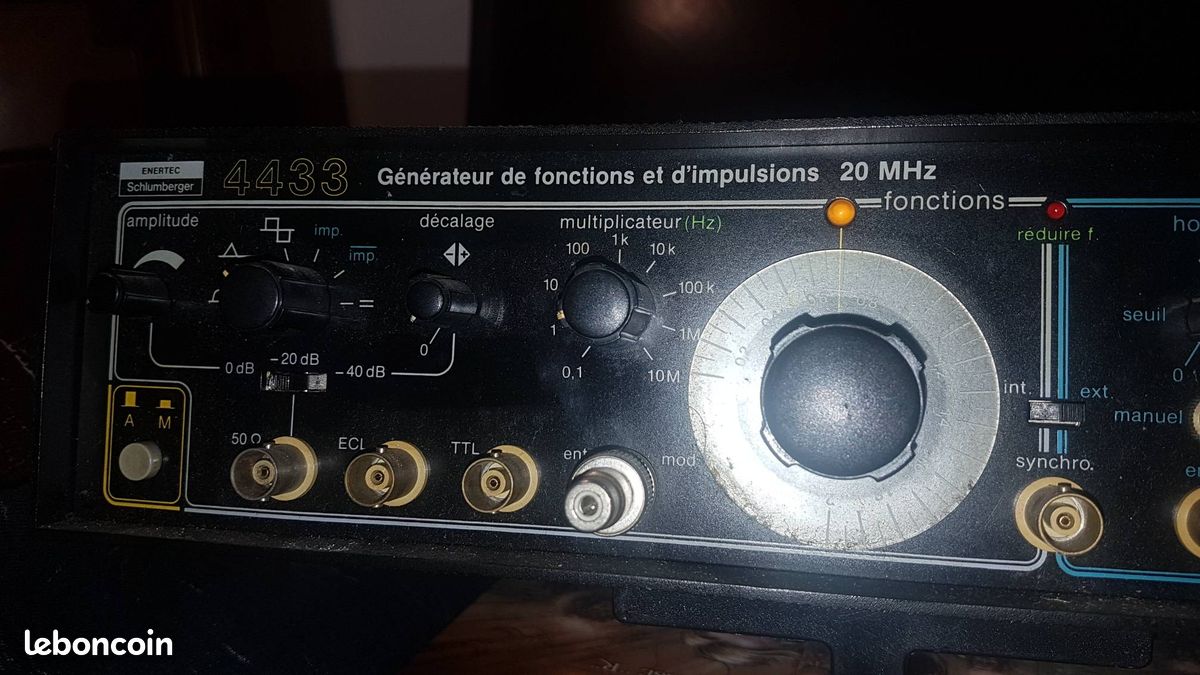 ENERTEC
Schlumberger
4433
Générateur de fonctions et d'impulsions 20 MHz
fonctions
amplitude
imp.
imp.
décalage
multiplicateur (Hz)
réduire f.
0,1
1
10
100
1k
10k
100k
1M
10M
0
0 dB
-20 dB
-40 dB
seuil
0
int.
ext.
manuel
A
M
50 Ω
ECL
TTL
mod
synchro.
leboncoin